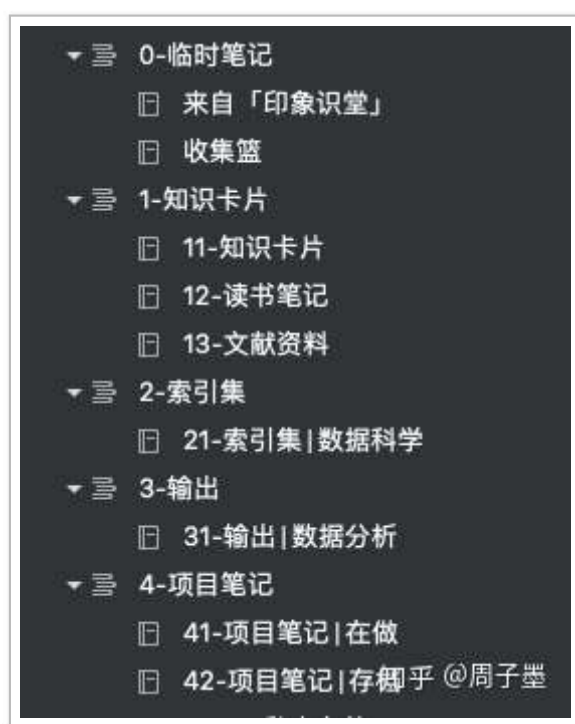 0-临时笔记
来自「印象识堂」
收集篮
1-知识卡片
11-知识卡片
12-读书笔记
13-文献资料
2-索引集
21-索引集|数据科学
3-输出
31-输出|数据分析
4-项目笔记
41-项目笔记|在做
42-项目笔记|存
知乎 @周子墨